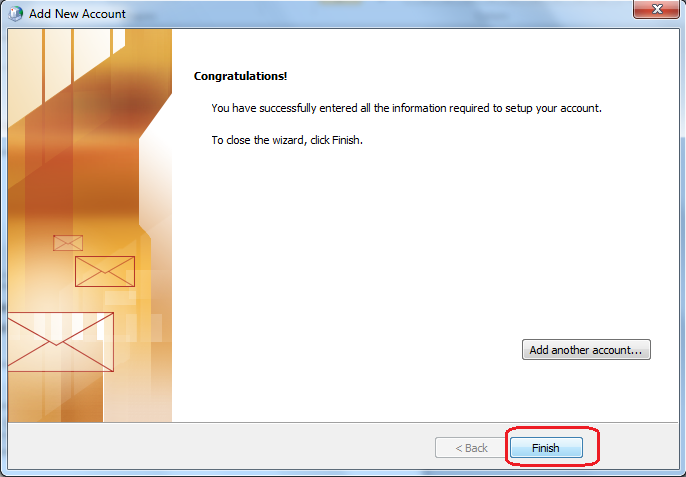 Add New Account
Congratulations!
You have successfully entered all the information required to setup your account.
To close the wizard, click Finish.
Add another account...
< Back
Finish